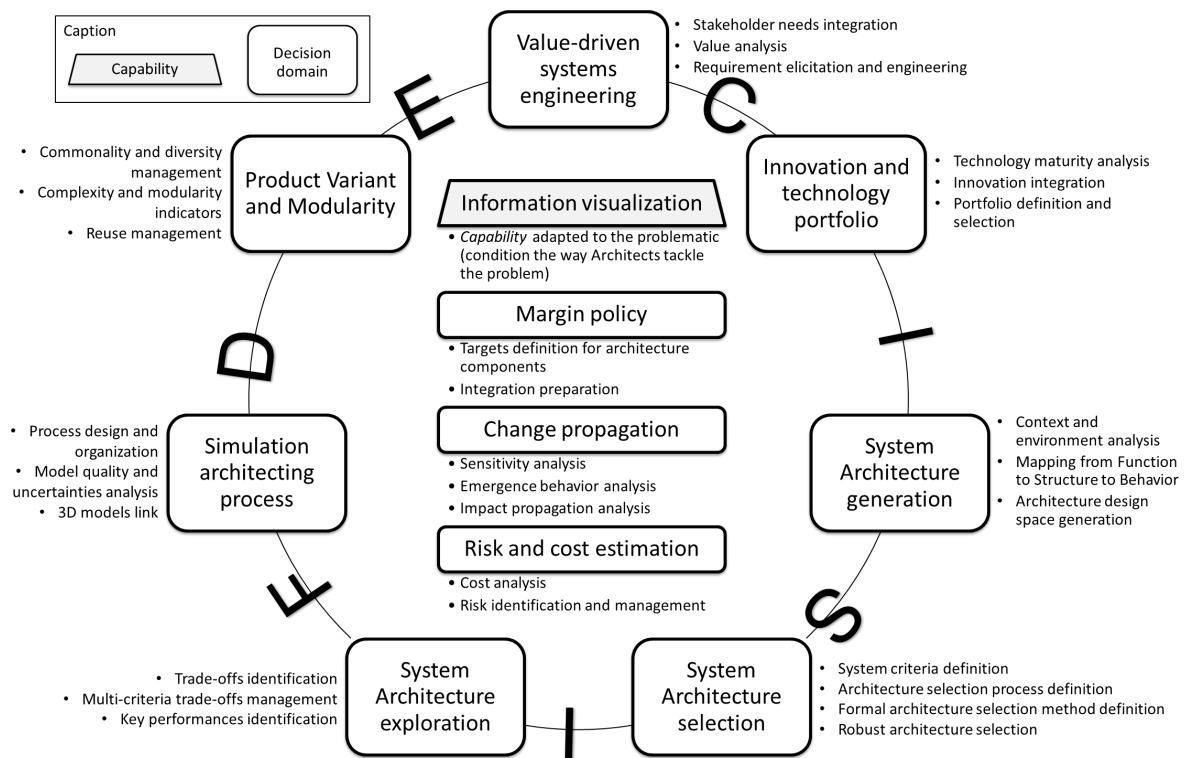 Caption
Capability
Decision
domain
Value-driven
systems
engineering
• Stakeholder needs integration
• Value analysis
• Requirement elicitation and engineering
E
C
Product Variant
and Modularity
• Commonality and diversity
management
• Complexity and modularity
indicators
• Reuse management
Innovation and
technology
portfolio
• Technology maturity analysis
• Innovation integration
• Portfolio definition and
selection
Information visualization
• Capability adapted to the problematic
(condition the way Architects tackle
the problem)
Margin policy
• Targets definition for architecture
components
• Integration preparation
D
I
Change propagation
• Sensitivity analysis
• Emergence behavior analysis
• Impact propagation analysis
Risk and cost estimation
• Cost analysis
• Risk identification and management
Simulation
architecting
process
• Process design and
organization
• Model quality and
uncertainties analysis
• 3D models link
System
Architecture
generation
• Context and
environment analysis
• Mapping from Function
to Structure to Behavior
• Architecture design
space generation
F
S
System
Architecture
exploration
• Trade-offs identification
• Multi-criteria trade-offs management
• Key performances identification
I
System
Architecture
selection
• System criteria definition
• Architecture selection process definition
• Formal architecture selection method definition
• Robust architecture selection